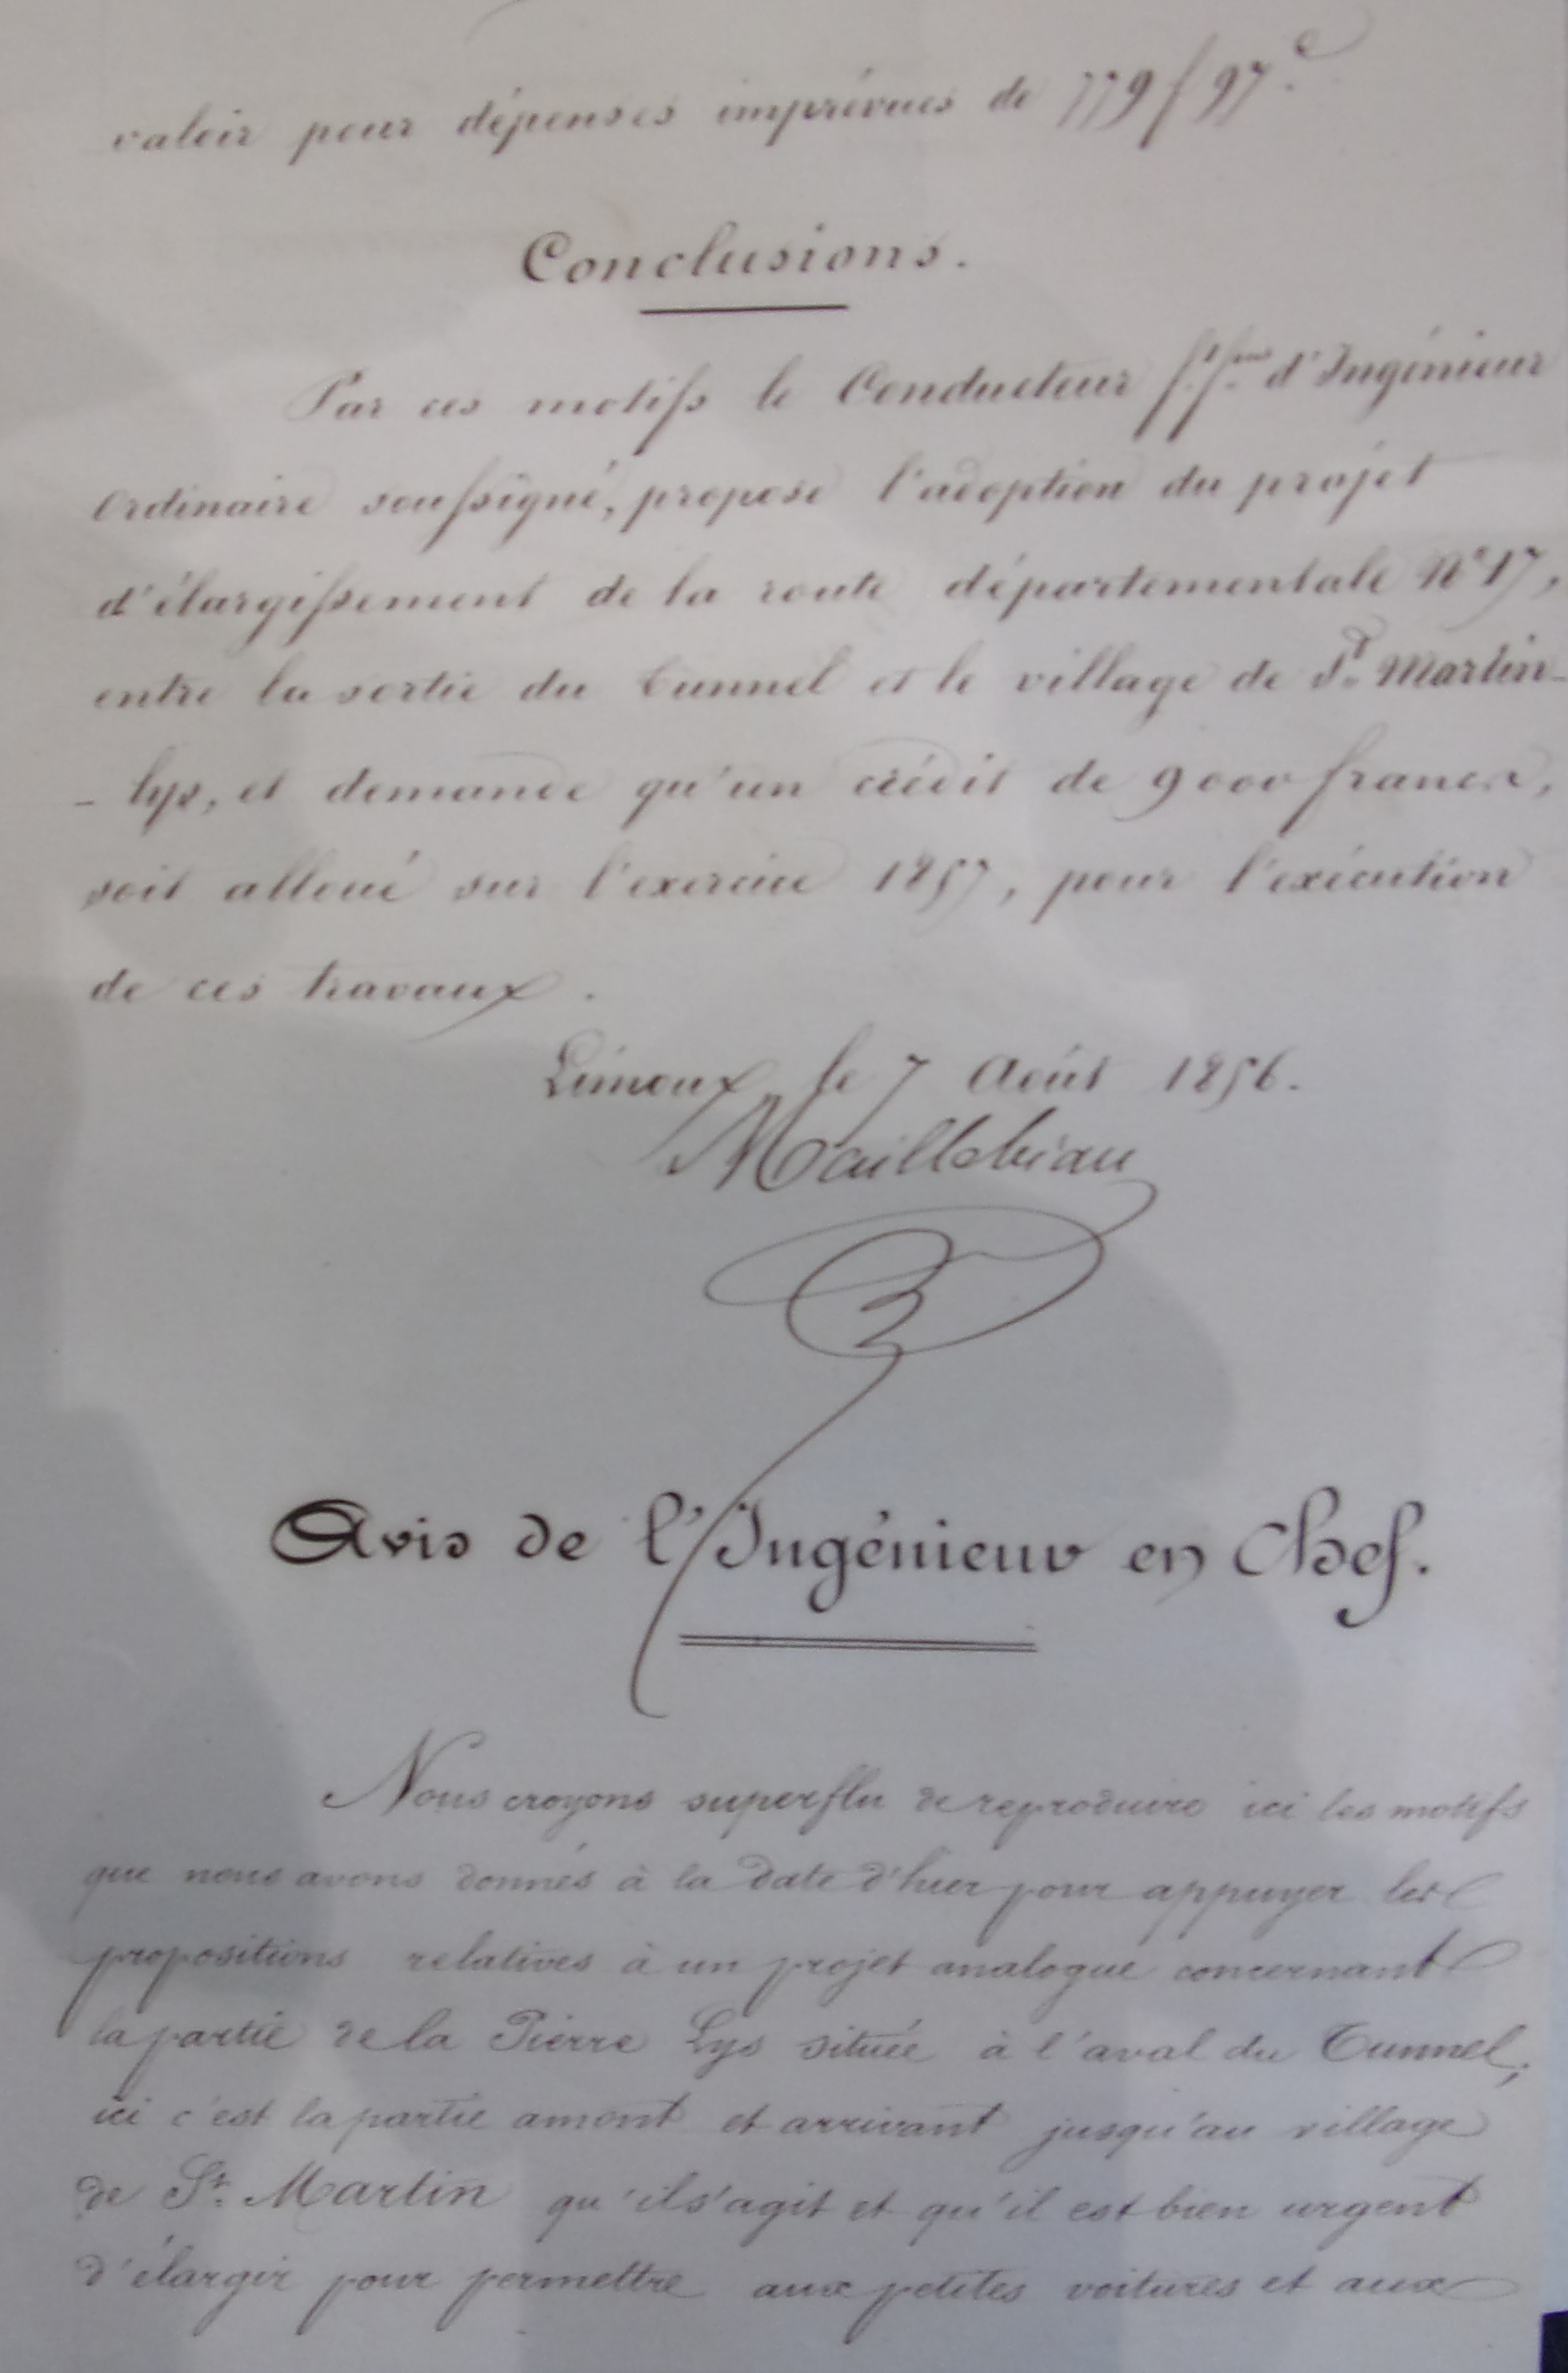 valoir pour dépenses imprévues de 779f 97c.
Conclusions.
Par ces motifs le Conducteur f.f.ons d'Ingénieur
Ordinaire soussigné, propose l'adoption du projet
d'élargissement de la route départementale N° 17,
entre la sortie du tunnel et le village de St. Martin-
- lys, et demande qu'un crédit de 9000 francs,
soit alloué sur l'exercice 1857, pour l'exécution
de ces travaux.
Limoux, le 7 Août 1856.
Maillebiau
Avis de l'Ingénieur en Chef.
Nous croyons superflu de reproduire ici les motifs
que nous avons donnés à la date d'hier pour appuyer les
propositions relatives à un projet analogue concernant
la partie de la Pierre Lys située à l'aval du Tunnel;
ici c'est la partie amont et arrivant jusqu'au village
de St. Martin qu'il s'agit et qu'il est bien urgent
d'élargir pour permettre aux petites voitures et aux